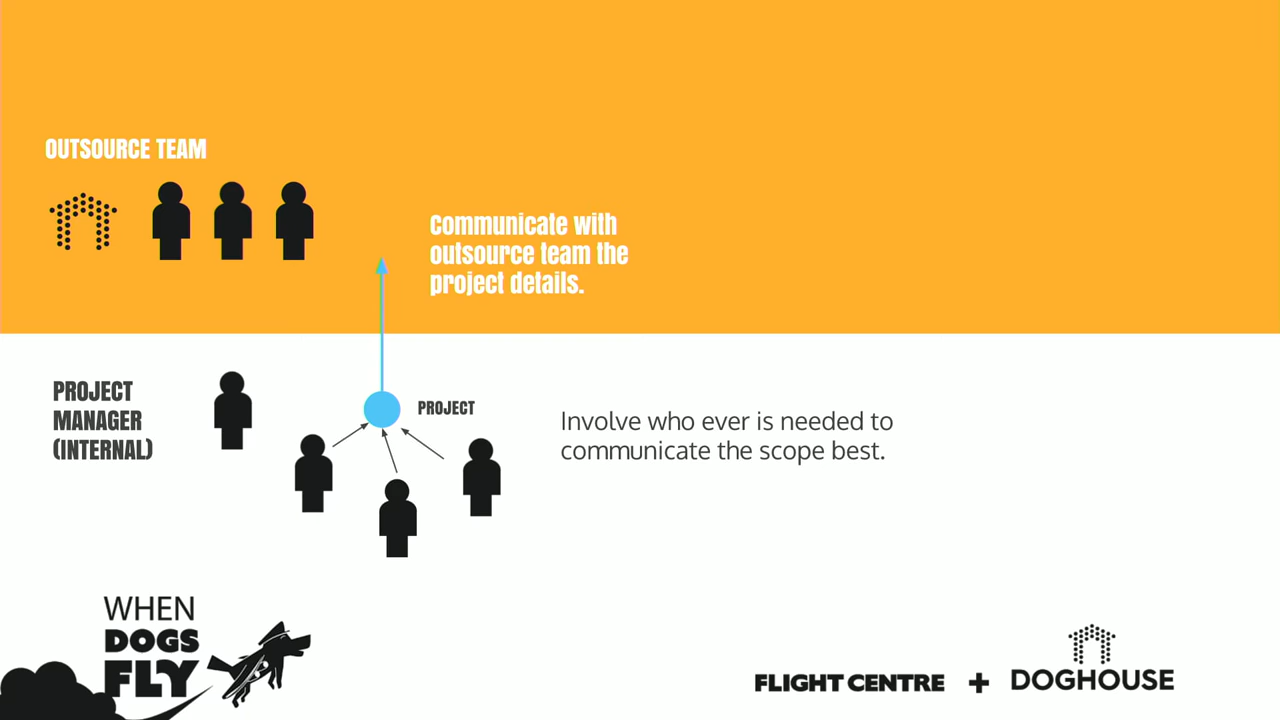 OUTSOURCE TEAM
Communicate with
outsource team the
project details.
PROJECT
MANAGER
(INTERNAL)
PROJECT
Involve who ever is needed to
communicate the scope best.
WHEN
DOGS
FLY
FLIGHT CENTRE + DOGHOUSE